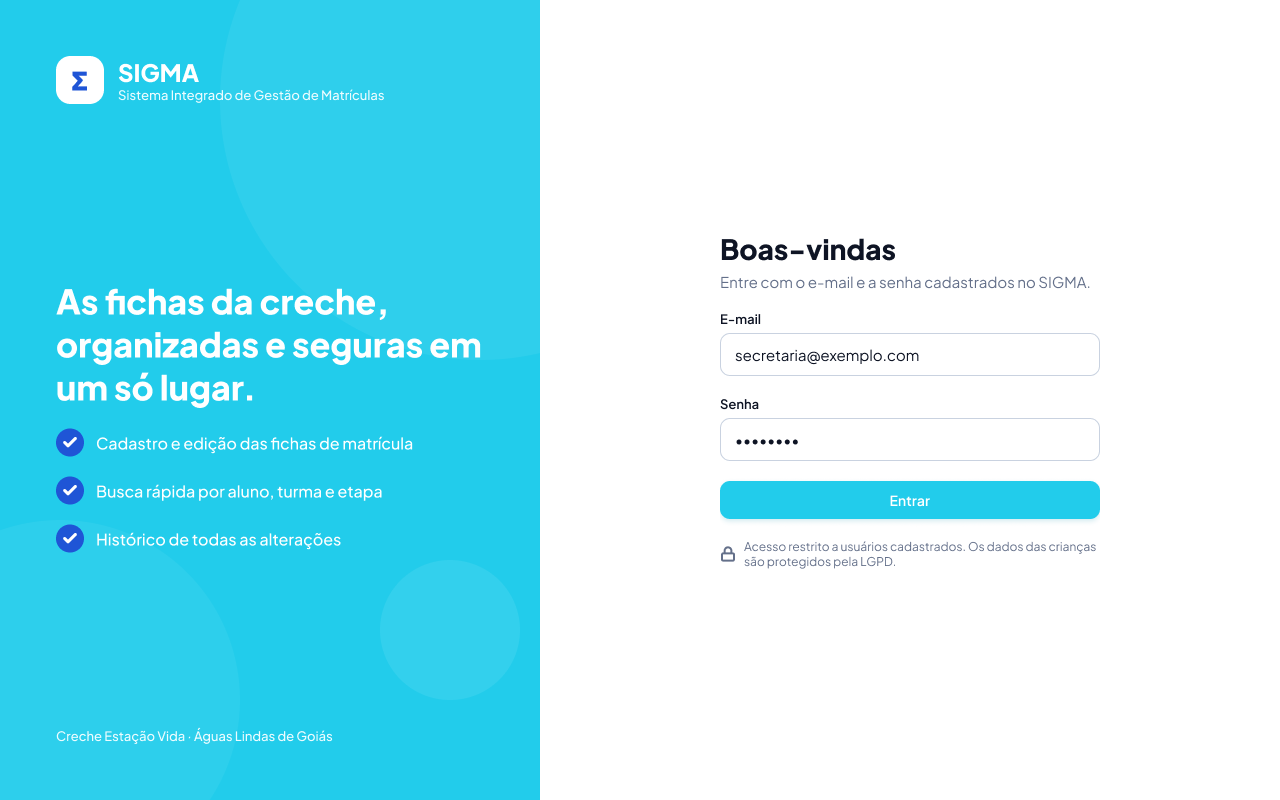 Σ
SIGMA
Sistema Integrado de Gestão de Matrículas
As fichas da creche,
organizadas e seguras em
um só lugar.
Cadastro e edição das fichas de matrícula
Busca rápida por aluno, turma e etapa
Histórico de todas as alterações
Creche Estação Vida · Águas Lindas de Goiás
Boas-vindas
Entre com o e-mail e a senha cadastrados no SIGMA.
E-mail
secretaria@exemplo.com
Senha
••••••••
Entrar
Acesso restrito a usuários cadastrados. Os dados das crianças
são protegidos pela LGPD.